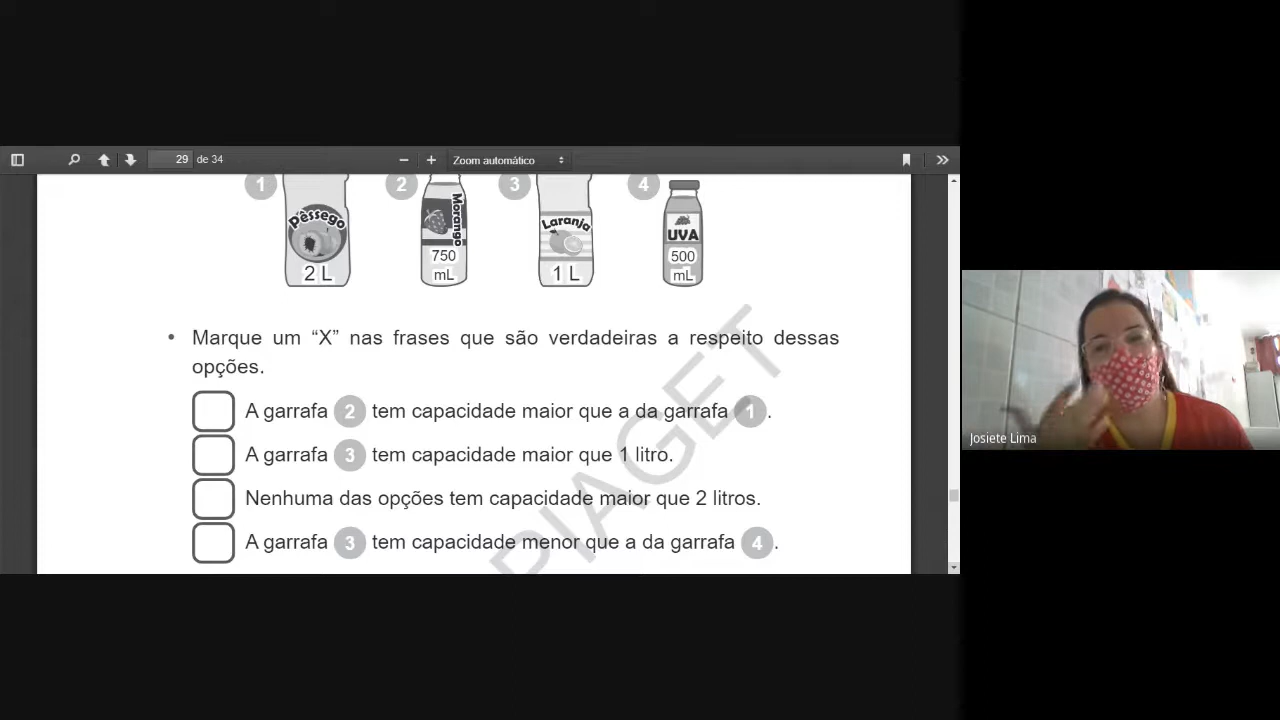 29 de 34
Zoom automático
1 2 3 4
Pêssego
2 L
Morango
750
mL
Laranja
1 L
UVA
500
mL
• Marque um “X” nas frases que são verdadeiras a respeito dessas
opções.
A garrafa 2 tem capacidade maior que a da garrafa 1.
A garrafa 3 tem capacidade maior que 1 litro.
Nenhuma das opções tem capacidade maior que 2 litros.
A garrafa 3 tem capacidade menor que a da garrafa 4.
PIAGET
Josiete Lima